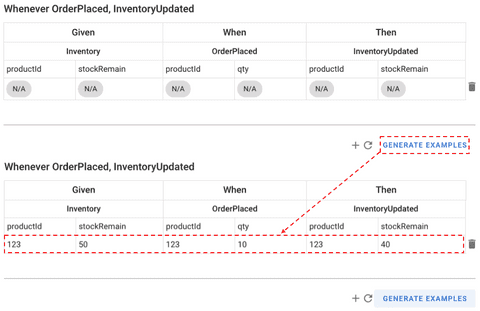 Whenever OrderPlaced, InventoryUpdated
Given When Then
Inventory OrderPlaced InventoryUpdated
productId stockRemain productId qty productId stockRemain
N/A N/A N/A N/A N/A N/A
GENERATE EXAMPLES
Whenever OrderPlaced, InventoryUpdated
Given When Then
Inventory OrderPlaced InventoryUpdated
productId stockRemain productId qty productId stockRemain
123 50 123 10 123 40
GENERATE EXAMPLES